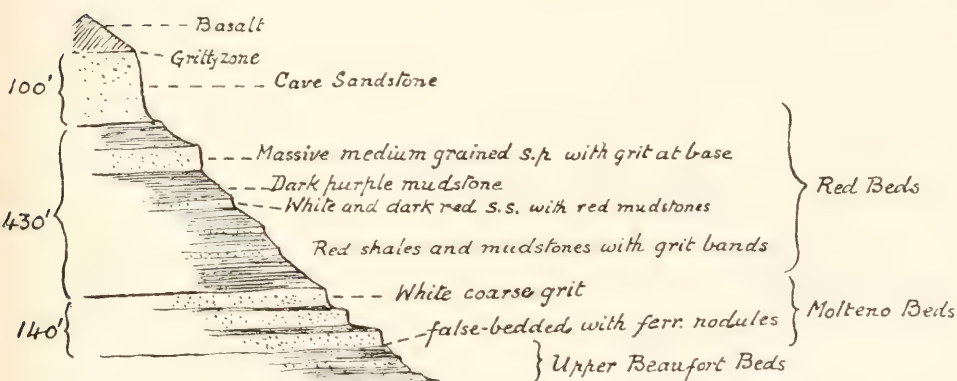 Basalt
Gritty zone
100'
Cave Sandstone
Massive medium grained s.p. with grit at base
Dark purple mudstone
Red Beds
White and dark red s.s. with red mudstones
430'
Red shales and mudstones with grit bands
White coarse grit
Molteno Beds
140'
false-bedded, with ferr. nodules
Upper Beaufort Beds